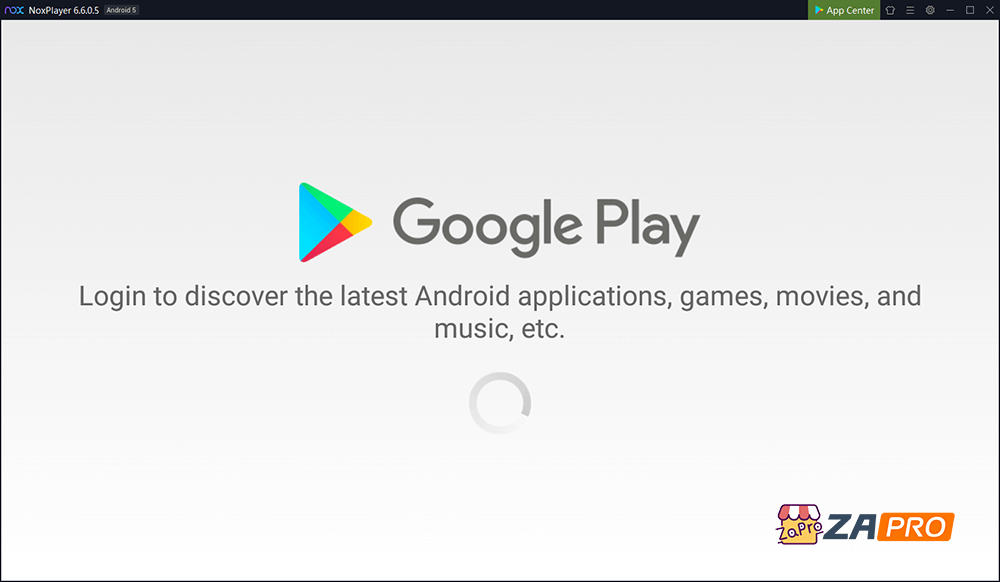 nox NoxPlayer 6.6.0.5 Android 5 App Center
Google Play
Login to discover the latest Android applications, games, movies, and
music, etc.
ZaPro ZAPRO